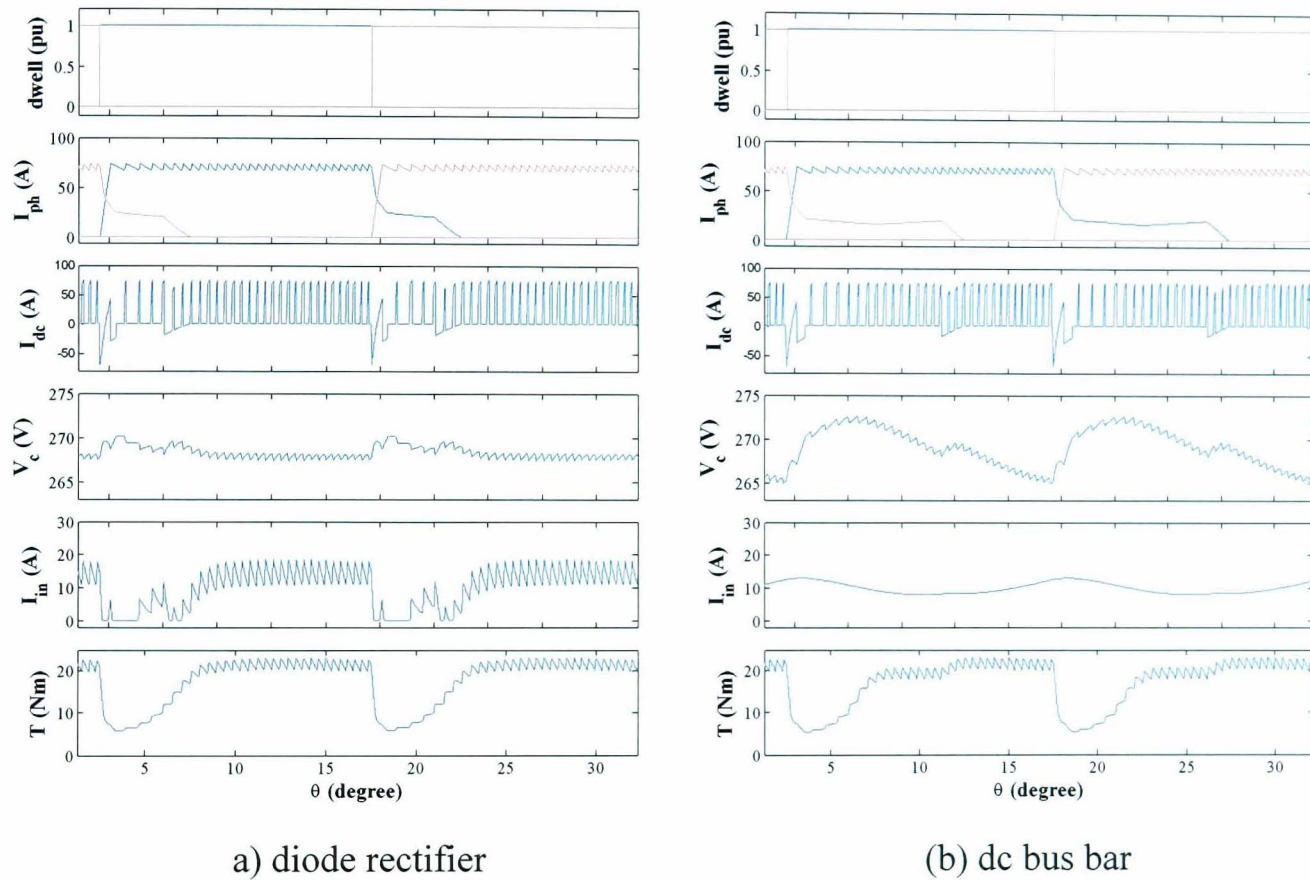 dwell (pu)
1
0.5
0
I_ph (A)
100
50
0
I_dc (A)
100
50
0
-50
V_c (V)
275
270
265
I_in (A)
30
20
10
0
T (Nm)
20
10
0
5 10 15 20 25 30
θ (degree)
a) diode rectifier
dwell (pu)
1
0.5
0
I_ph (A)
100
50
0
I_dc (A)
100
50
0
-50
V_c (V)
275
270
265
I_in (A)
30
20
10
0
T (Nm)
20
10
0
5 10 15 20 25 30
θ (degree)
(b) dc bus bar